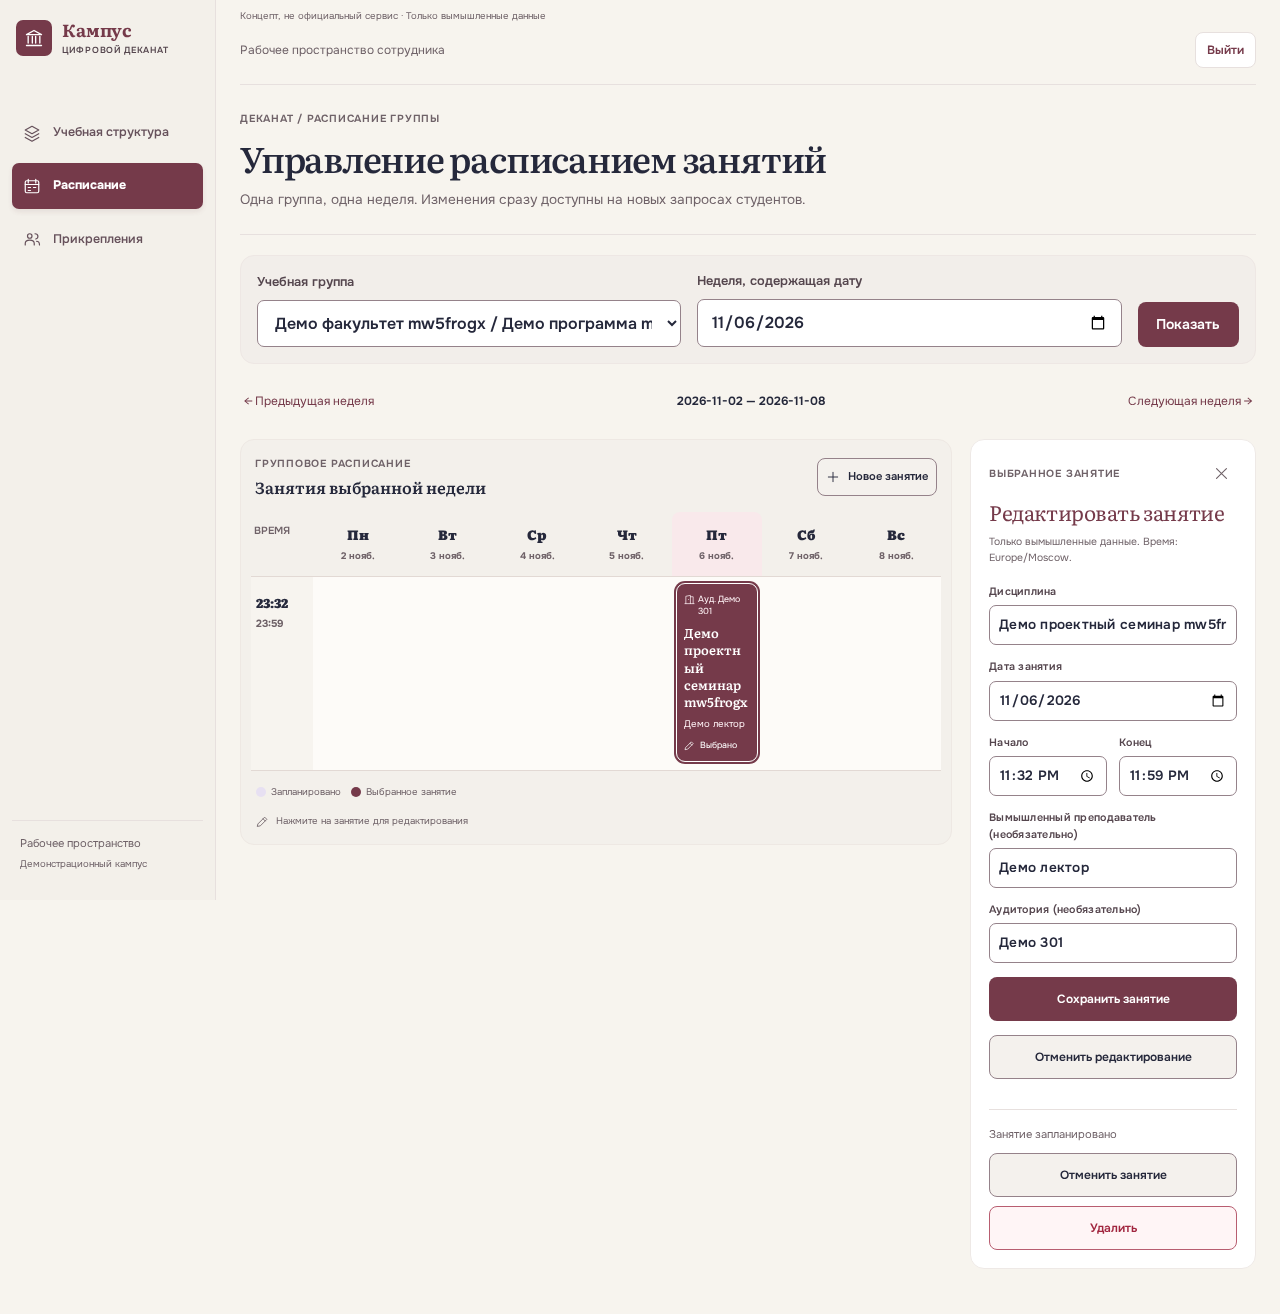 Кампус
ЦИФРОВОЙ ДЕКАНАТ
Учебная структура
Расписание
Прикрепления
Рабочее пространство
Демонстрационный кампус
Концепт, не официальный сервис · Только вымышленные данные
Рабочее пространство сотрудника
Выйти
ДЕКАНАТ / РАСПИСАНИЕ ГРУППЫ
Управление расписанием занятий
Одна группа, одна неделя. Изменения сразу доступны на новых запросах студентов.
Учебная группа
Демо факультет mw5frogx / Демо программа m
Неделя, содержащая дату
11/06/2026
Показать
← Предыдущая неделя
2026-11-02 — 2026-11-08
Следующая неделя →
ГРУППОВОЕ РАСПИСАНИЕ
Занятия выбранной недели
Новое занятие
ВРЕМЯ
Пн
2 нояб.
Вт
3 нояб.
Ср
4 нояб.
Чт
5 нояб.
Пт
6 нояб.
Сб
7 нояб.
Вс
8 нояб.
23:32
23:59
Ауд. Демо
301
Демо
проектн
ый
семинар
mw5frogx
Демо лектор
Выбрано
Запланировано
Выбранное занятие
Нажмите на занятие для редактирования
ВЫБРАННОЕ ЗАНЯТИЕ
Редактировать занятие
Только вымышленные данные. Время:
Europe/Moscow.
Дисциплина
Демо проектный семинар mw5fr
Дата занятия
11/06/2026
Начало
11:32 PM
Конец
11:59 PM
Вымышленный преподаватель
(необязательно)
Демо лектор
Аудитория (необязательно)
Демо 301
Сохранить занятие
Отменить редактирование
Занятие запланировано
Отменить занятие
Удалить